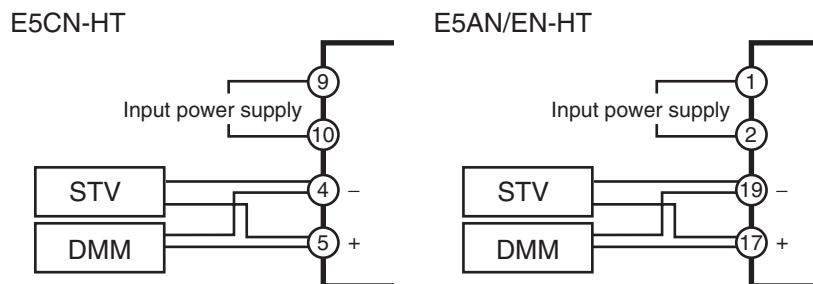 E5CN-HT
9
Input power supply
10
STV
4 –
DMM
5 +
E5AN/EN-HT
1
Input power supply
2
STV
19 –
DMM
17 +